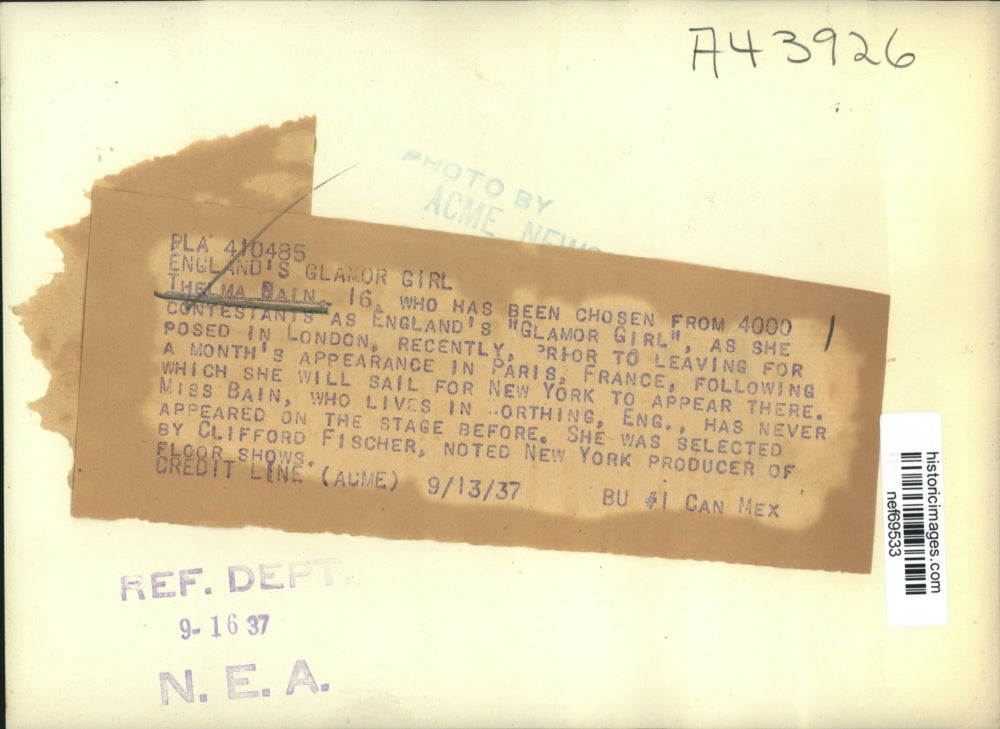 A43926
PHOTO BY
ACME
PLA 410485
ENGLAND'S GLAMOR GIRL
THELMA BAIN, 16, WHO HAS BEEN CHOSEN FROM 4000
CONTESTANTS AS ENGLAND'S "GLAMOR GIRL", AS SHE
POSED IN LONDON, RECENTLY, PRIOR TO LEAVING FOR
A MONTH'S APPEARANCE IN PARIS, FRANCE, FOLLOWING
WHICH SHE WILL SAIL FOR NEW YORK TO APPEAR THERE.
MISS BAIN, WHO LIVES IN ORTHING, ENG., HAS NEVER
APPEARED ON THE STAGE BEFORE. SHE WAS SELECTED
BY CLIFFORD FISCHER, NOTED NEW YORK PRODUCER OF
FLOOR SHOWS.
CREDIT LINE (ACME) 9/13/37 BU #1 CAN MEX
REF. DEPT.
9-16 37
N. E. A.
historicimages.com
nef69533